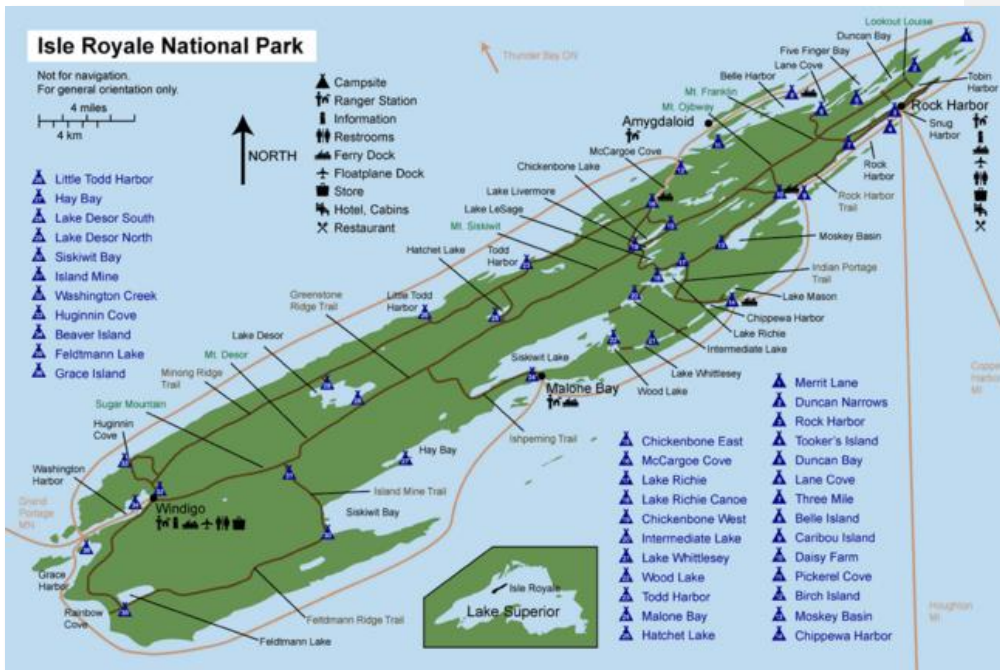 Isle Royale National Park
Not for navigation.
For general orientation only.
4 miles
4 km
NORTH
Campsite
Ranger Station
Information
Restrooms
Ferry Dock
Floatplane Dock
Store
Hotel, Cabins
Restaurant
Little Todd Harbor
Hay Bay
Lake Desor South
Lake Desor North
Siskiwit Bay
Island Mine
Washington Creek
Huginnin Cove
Beaver Island
Feldtmann Lake
Grace Island
Thunder Bay ON
Lookout Louise
Duncan Bay
Five Finger Bay
Lane Cove
Belle Harbor
Mt. Franklin
Mt. Ojibway
Tobin
Harbor
Rock Harbor
Snug
Harbor
Amygdaloid
McCargoe Cove
Chickenbone Lake
Rock
Harbor
Rock Harbor
Trail
Lake Livermore
Lake LeSage
Mt. Siskiwit
Hatchet Lake
Todd
Harbor
Moskey Basin
Indian Portage
Trail
Lake Mason
Chippewa Harbor
Lake Richie
Intermediate Lake
Greenstone
Ridge Trail
Little Todd
Harbor
Lake Desor
Mt. Desor
Minong Ridge
Trail
Sugar Mountain
Siskiwit Lake
Malone Bay
Wood Lake
Lake Whittlesey
Huginnin
Cove
Ishpeming Trail
Washington
Harbor
Hay Bay
Grand
Portage
MN
Windigo
Island Mine Trail
Siskiwit Bay
Grace
Harbor
Rainbow
Cove
Feldtmann Lake
Feltdmann Ridge Trail
Isle Royale
Lake Superior
Copper
Harbor
MI
Houghton
MI
Chickenbone East
McCargoe Cove
Lake Richie
Lake Richie Canoe
Chickenbone West
Intermediate Lake
Lake Whittlesey
Wood Lake
Todd Harbor
Malone Bay
Hatchet Lake
Merrit Lane
Duncan Narrows
Rock Harbor
Tooker's Island
Duncan Bay
Lane Cove
Three Mile
Belle Island
Caribou Island
Daisy Farm
Pickerel Cove
Birch Island
Moskey Basin
Chippewa Harbor